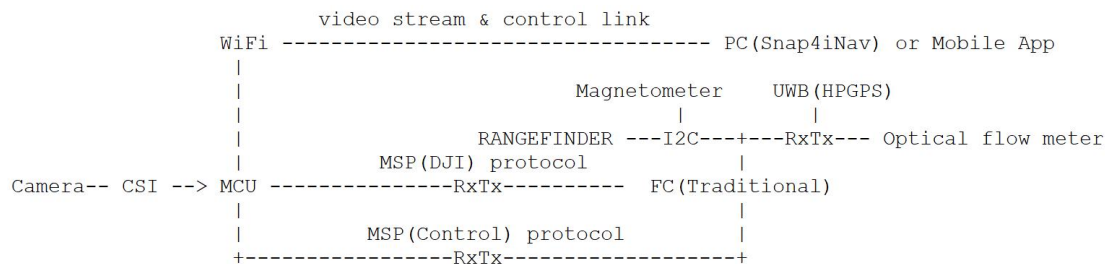 video stream & control link
WiFi ----------------------------------- PC(Snap4iNav) or Mobile App
|
|                             Magnetometer    UWB(HPGPS)
|                                  |            |
|                    RANGEFINDER ---I2C---+---RxTx--- Optical flow meter
|            MSP(DJI) protocol            |
Camera-- CSI --> MCU ---------------RxTx---------- FC(Traditional)
|                                         |
|           MSP(Control) protocol         |
+-----------------RxTx--------------------+